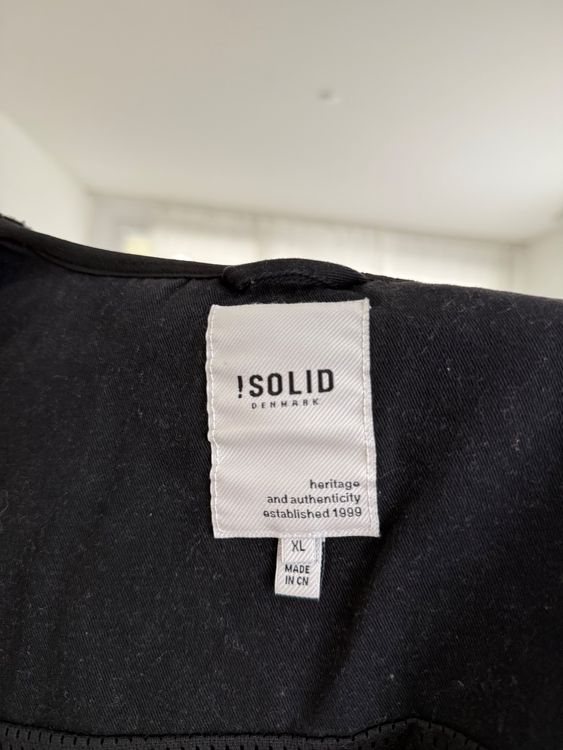 !SOLID
DENMARK
heritage
and authenticity
established 1999
XL
MADE
IN CN